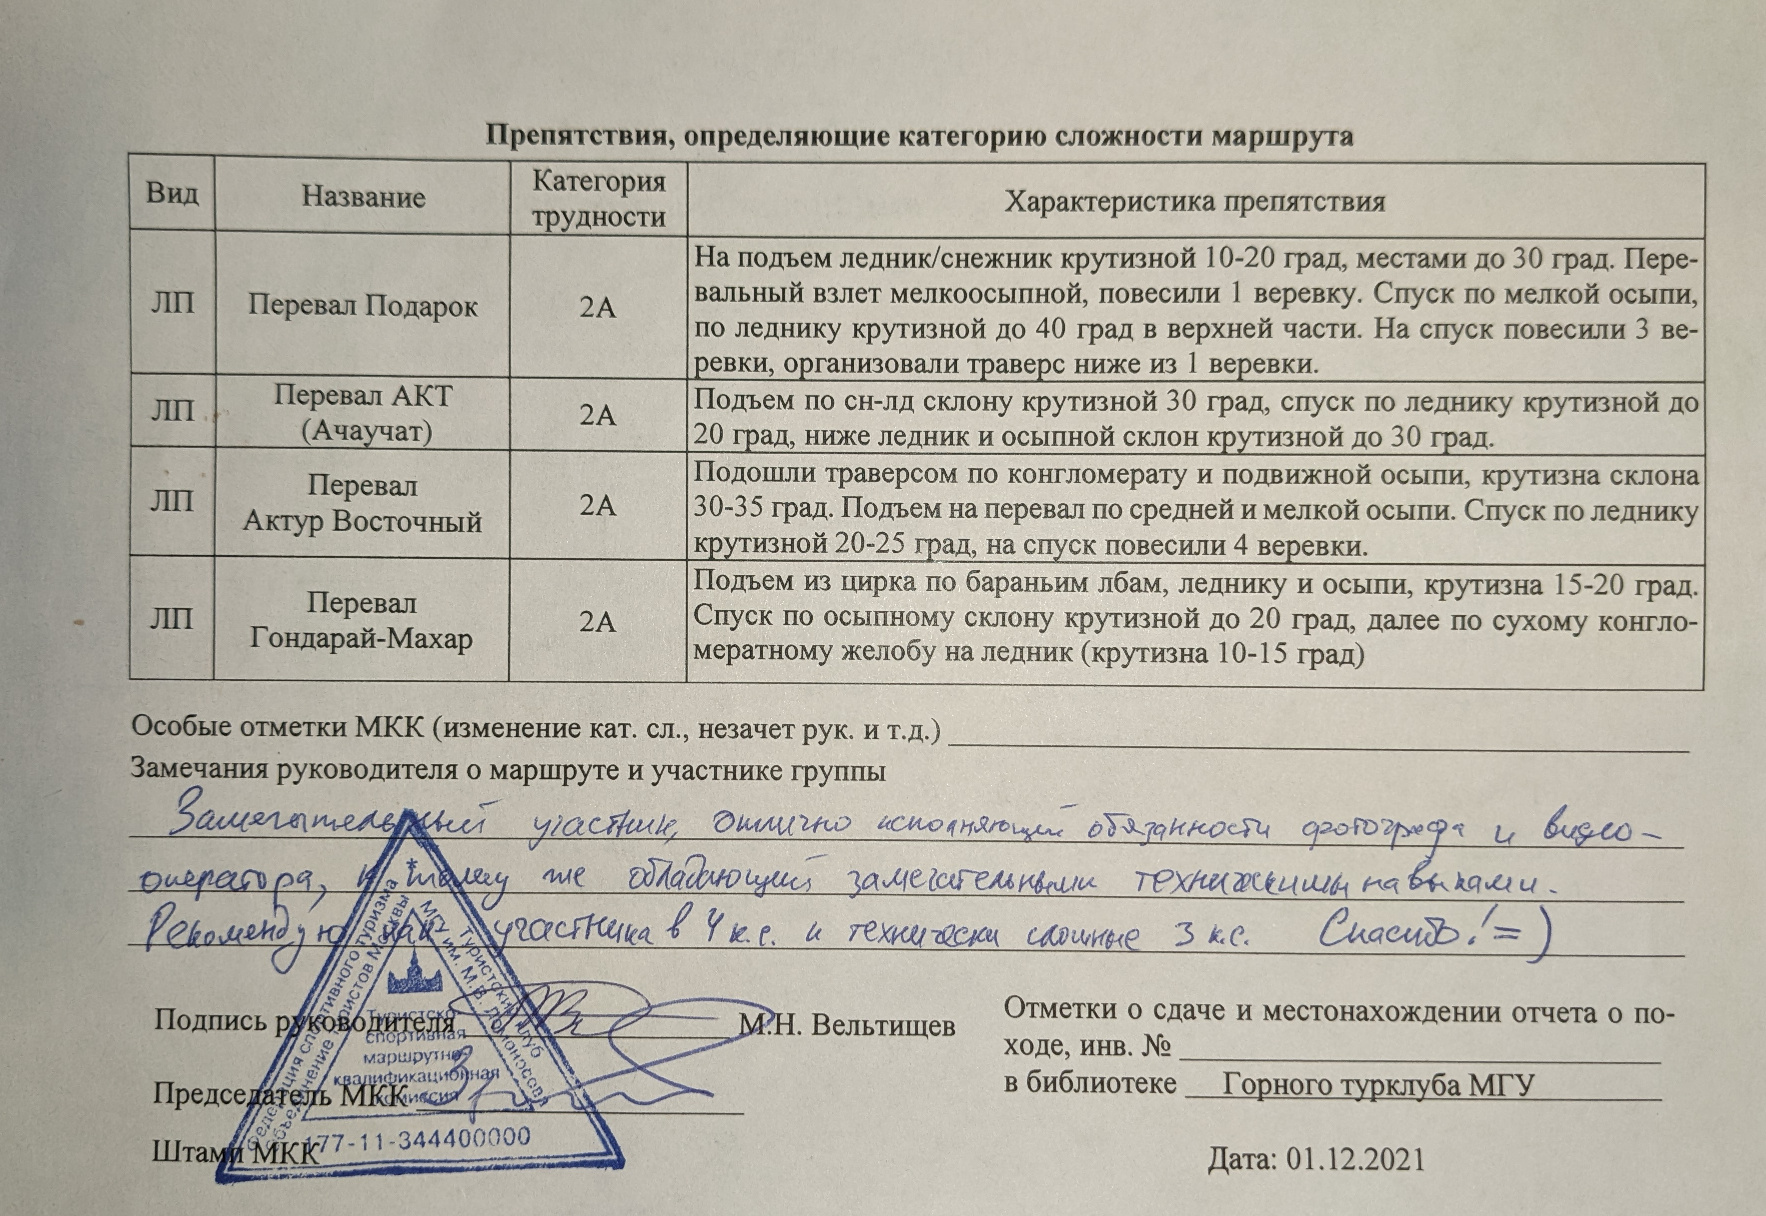 Препятствия, определяющие категорию сложности маршрута
Вид
Название
Категория
трудности
Характеристика препятствия
ЛП
Перевал Подарок
2А
На подъем ледник/снежник крутизной 10-20 град, местами до 30 град. Пере-
вальный взлет мелкоосыпной, повесили 1 веревку. Спуск по мелкой осыпи,
по леднику крутизной до 40 град в верхней части. На спуск повесили 3 ве-
ревки, организовали траверс ниже из 1 веревки.
ЛП
Перевал АКТ
(Ачаучат)
2А
Подъем по сн-лд склону крутизной 30 град, спуск по леднику крутизной до
20 град, ниже ледник и осыпной склон крутизной до 30 град.
ЛП
Перевал
Актур Восточный
2А
Подошли траверсом по конгломерату и подвижной осыпи, крутизна склона
30-35 град. Подъем на перевал по средней и мелкой осыпи. Спуск по леднику
крутизной 20-25 град, на спуск повесили 4 веревки.
ЛП
Перевал
Гондарай-Махар
2А
Подъем из цирка по бараньим лбам, леднику и осыпи, крутизна 15-20 град.
Спуск по осыпному склону крутизной до 20 град, далее по сухому конгло-
мератному желобу на ледник (крутизна 10-15 град)
Особые отметки МКК (изменение кат. сл., незачет рук. и т.д.)
Замечания руководителя о маршруте и участнике группы
Замечательный участник, отлично исполняющий обязанности фотографа и видео-
оператора, к тому же обладающий замечательными техническими навыками.
Рекомендую как участника в 4 к.с. и технически сложные 3 к.с. Спасибо! =)
Подпись руководителя М.Н. Вельтищев
Председатель МКК
Штамп МКК
Отметки о сдаче и местонахождении отчета о по-
ходе, инв. №
в библиотеке Горного турклуба МГУ
Дата: 01.12.2021
Федерация спортивного туризма
Объединение туристов Москвы
*
Туристский клуб
МГУ им. М.В. Ломоносова
Туристско
спортивная
маршрутно
квалификационная
комиссия
177-11-344400000